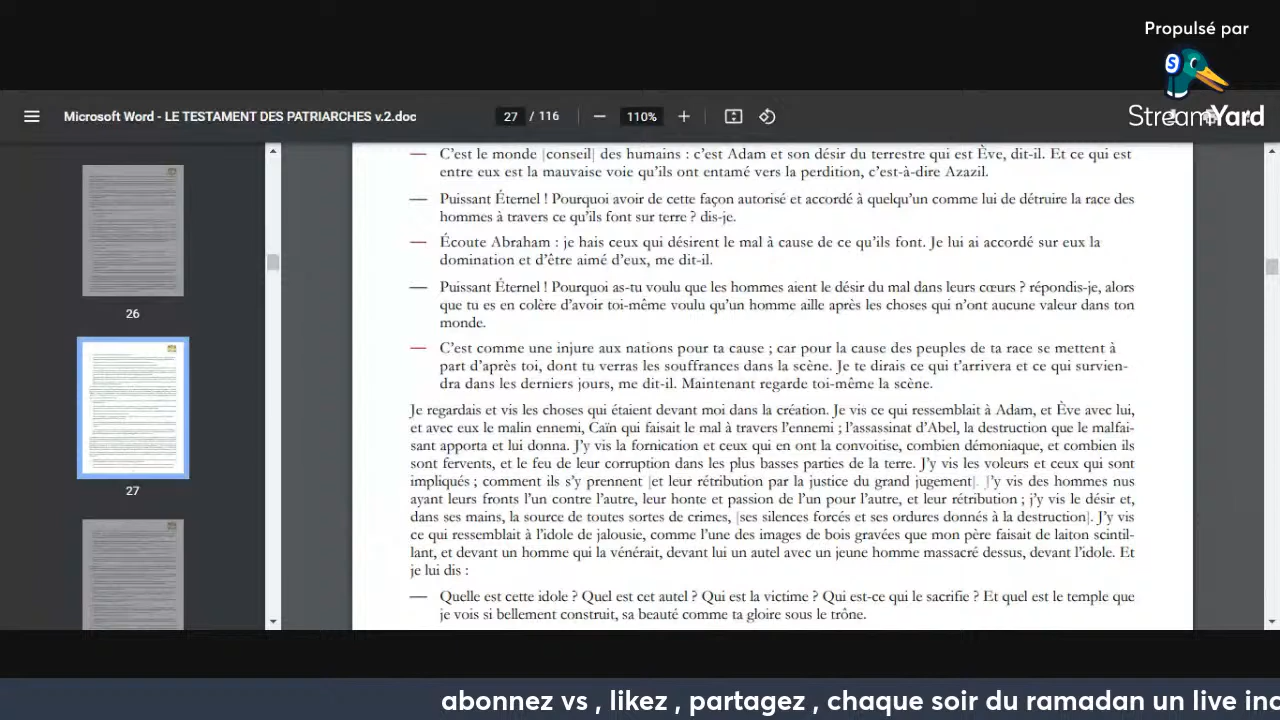 Propulsé par
StreamYard
Microsoft Word - LE TESTAMENT DES PATRIARCHES v.2.doc
27 / 116
110%
— C'est le monde [conseil] des humains : c'est Adam et son désir du terrestre qui est Ève, dit-il. Et ce qui est
entre eux est la mauvaise voie qu'ils ont entamé vers la perdition, c'est-à-dire Azazil.
— Puissant Éternel ! Pourquoi avoir de cette façon autorisé et accordé à quelqu'un comme lui de détruire la race des
hommes à travers ce qu'ils font sur terre ? dis-je.
— Écoute Abraham : je hais ceux qui désirent le mal à cause de ce qu'ils font. Je lui ai accordé sur eux la
domination et d'être aimé d'eux, me dit-il.
— Puissant Éternel ! Pourquoi as-tu voulu que les hommes aient le désir du mal dans leurs cœurs ? répondis-je, alors
que tu es en colère d'avoir toi-même voulu qu'un homme aille après les choses qui n'ont aucune valeur dans ton
monde.
— C'est comme une injure aux nations pour ta cause ; car pour la cause des peuples de ta race se mettent à
part d'après toi, dont tu verras les souffrances dans la scène. Je te dirais ce qui t'arrivera et ce qui survien-
dra dans les derniers jours, me dit-il. Maintenant regarde toi-même la scène.
Je regardais et vis les choses qui étaient devant moi dans la création. Je vis ce qui ressemblait à Adam, et Ève avec lui,
et avec eux le malin ennemi, Caïn qui faisait le mal à travers l'ennemi ; l'assassinat d'Abel, la destruction que le malfai-
sant apporta et lui donna. J'y vis la fornication et ceux qui en ont la convoitise, combien démoniaque, et combien ils
sont fervents, et le feu de leur corruption dans les plus basses parties de la terre. J'y vis les voleurs et ceux qui sont
impliqués ; comment ils s'y prennent [et leur rétribution par la justice du grand jugement]. J'y vis des hommes nus
ayant leurs fronts l'un contre l'autre, leur honte et passion de l'un pour l'autre, et leur rétribution ; j'y vis le désir et,
dans ses mains, la source de toutes sortes de crimes, [ses silences forcés et ses ordures donnés à la destruction]. J'y vis
ce qui ressemblait à l'idole de jalousie, comme l'une des images de bois gravées que mon père faisait de laiton scintil-
lant, et devant un homme qui la vénérait, devant lui un autel avec un jeune homme massacré dessus, devant l'idole. Et
je lui dis :
— Quelle est cette idole ? Quel est cet autel ? Qui est la victime ? Qui est-ce qui le sacrifie ? Et quel est le temple que
je vois si bellement construit, sa beauté comme ta gloire sous le trône.
26
27
abonnez vs , likez , partagez , chaque soir du ramadan un live